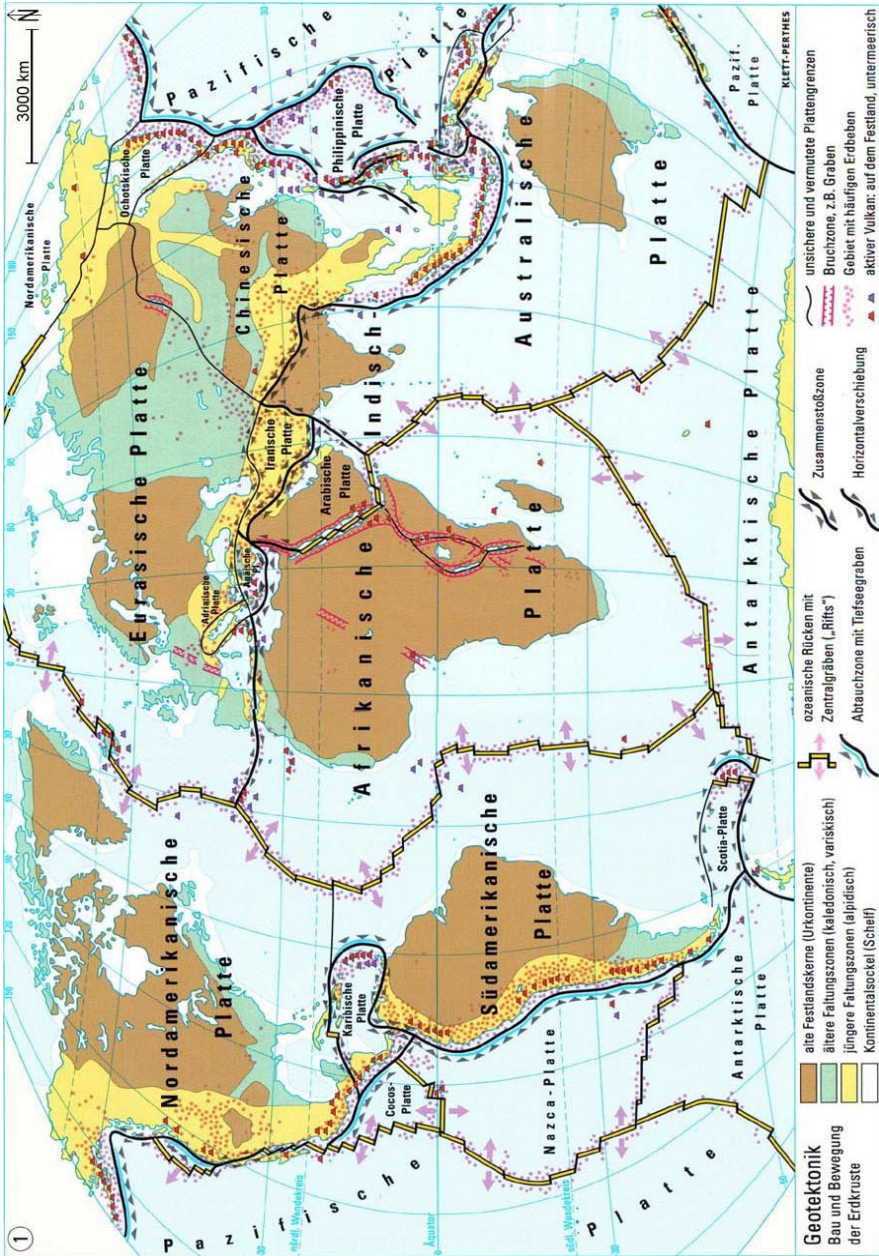 1
3000 km
N
Nordamerikanische
Platte
Eurasische Platte
Ochotskische
Platte
Nordamerikanische
Platte
Chinesische
Platte
Pazifische
Platte
Philippinische
Platte
Adriatische
Platte
Ägäische
Pl.
Iranische
Platte
Arabische
Platte
Karibische
Platte
Cocos-
Platte
Pazifische
Platte
Afrikanische
Platte
Indisch-
Australische
Platte
Südamerikanische
Platte
Nazca-Platte
nördl. Wendekreis
Äquator
südl. Wendekreis
Scotia-Platte
Antarktische
Platte
Antarktische Platte
Pazif.
Platte
KLETT-PERTHES
Geotektonik
Bau und Bewegung
der Erdkruste
alte Festlandskerne (Urkontinente)
ältere Faltungszonen (kaledonisch, variskisch)
jüngere Faltungszonen (alpidisch)
Kontinentalsockel (Schelf)
ozeanische Rücken mit
Zentralgräben („Rifts")
Abtauchzone mit Tiefseegraben
Zusammenstoßzone
Horizontalverschiebung
unsichere und vermutete Plattengrenzen
Bruchzone, z.B. Graben
Gebiet mit häufigen Erdbeben
aktiver Vulkan: auf dem Festland, untermeerisch